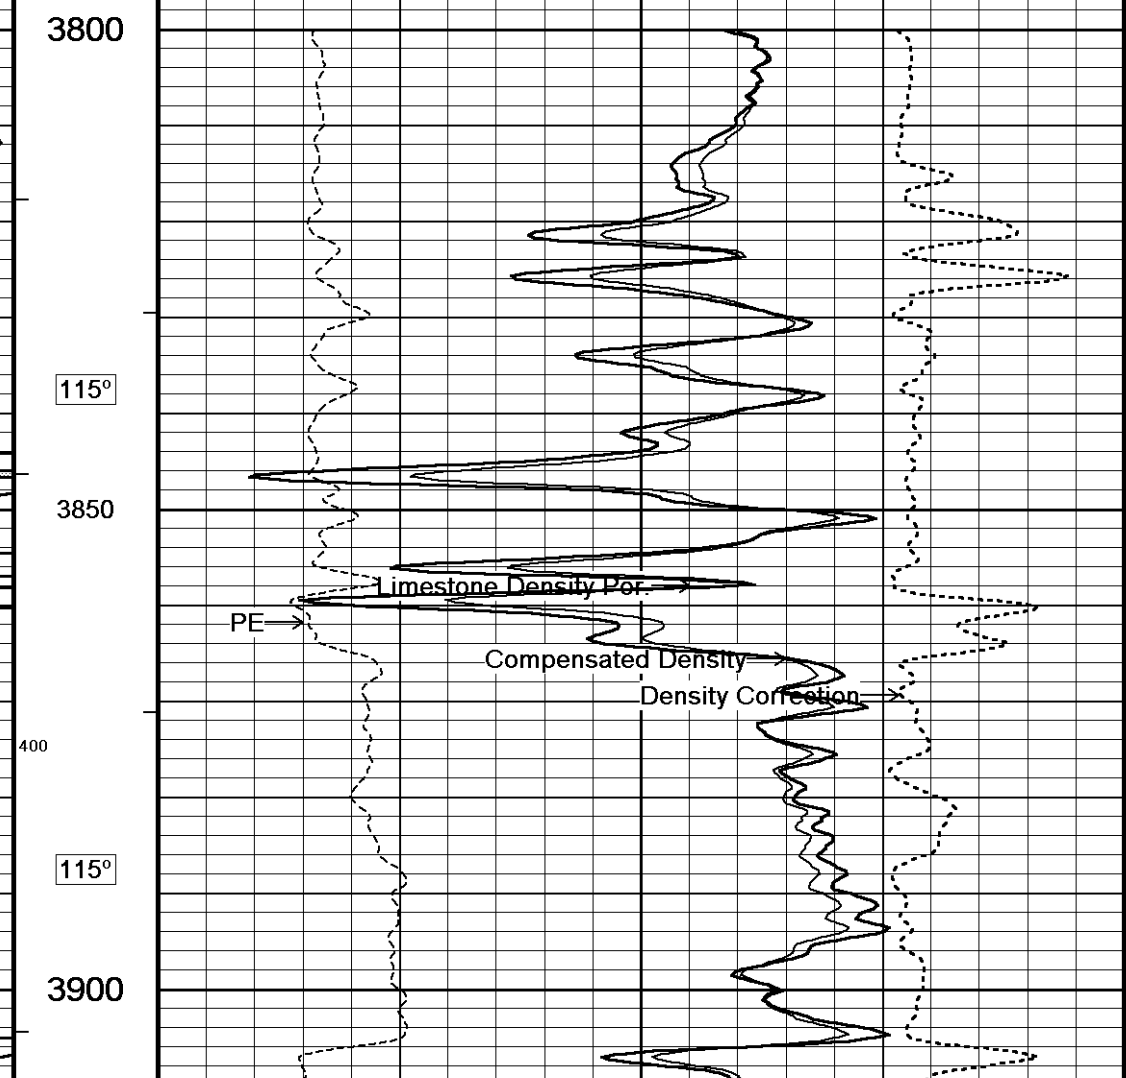 3800
115°
3850
Limestone Density Por.
PE
Compensated Density
Density Correction
400
115°
3900